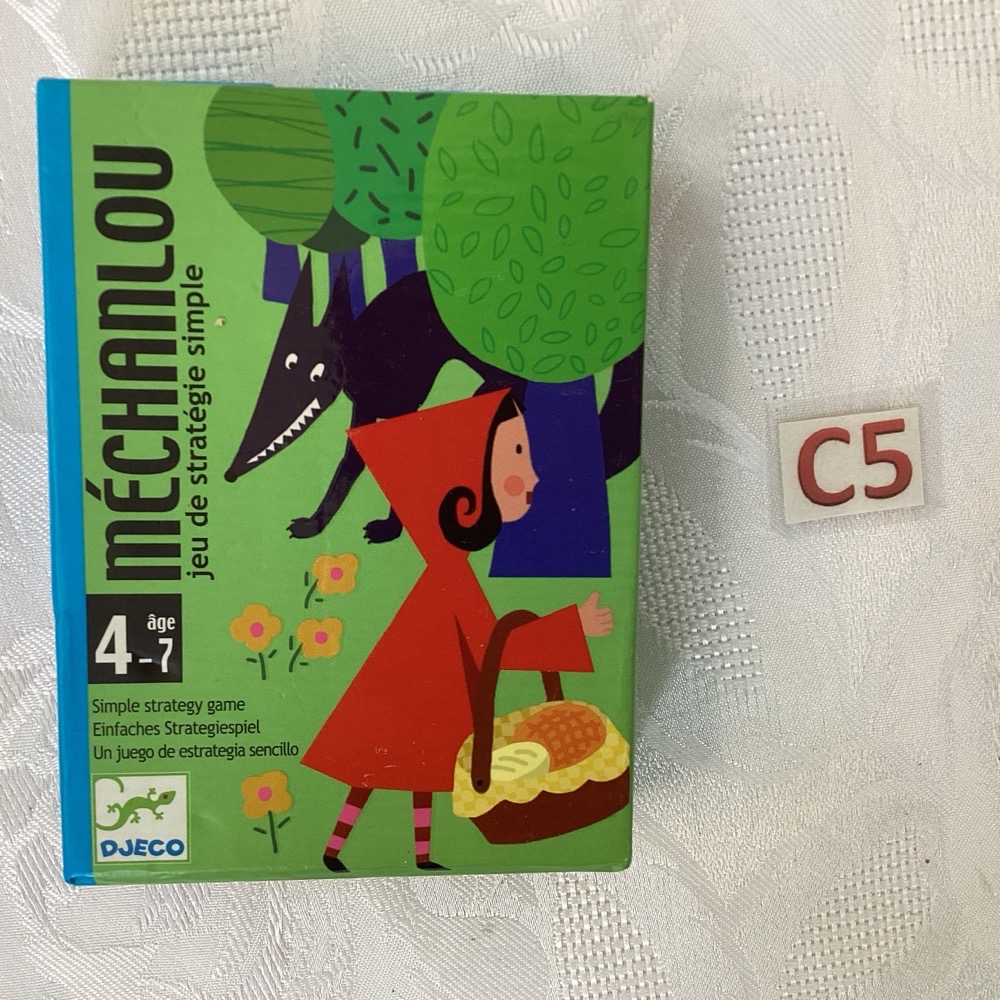 MÉCHANLOU
jeu de stratégie simple
4-7
âge
Simple strategy game
Einfaches Strategiespiel
Un juego de estrategia sencillo
DJECO
C5